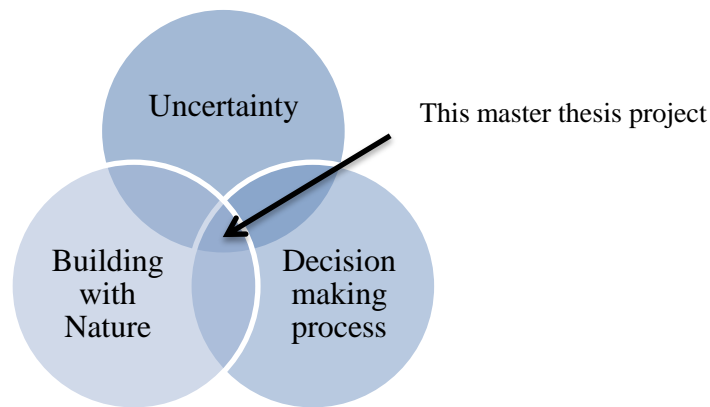 Uncertainty
This master thesis project
Building
with
Nature
Decision
making
process